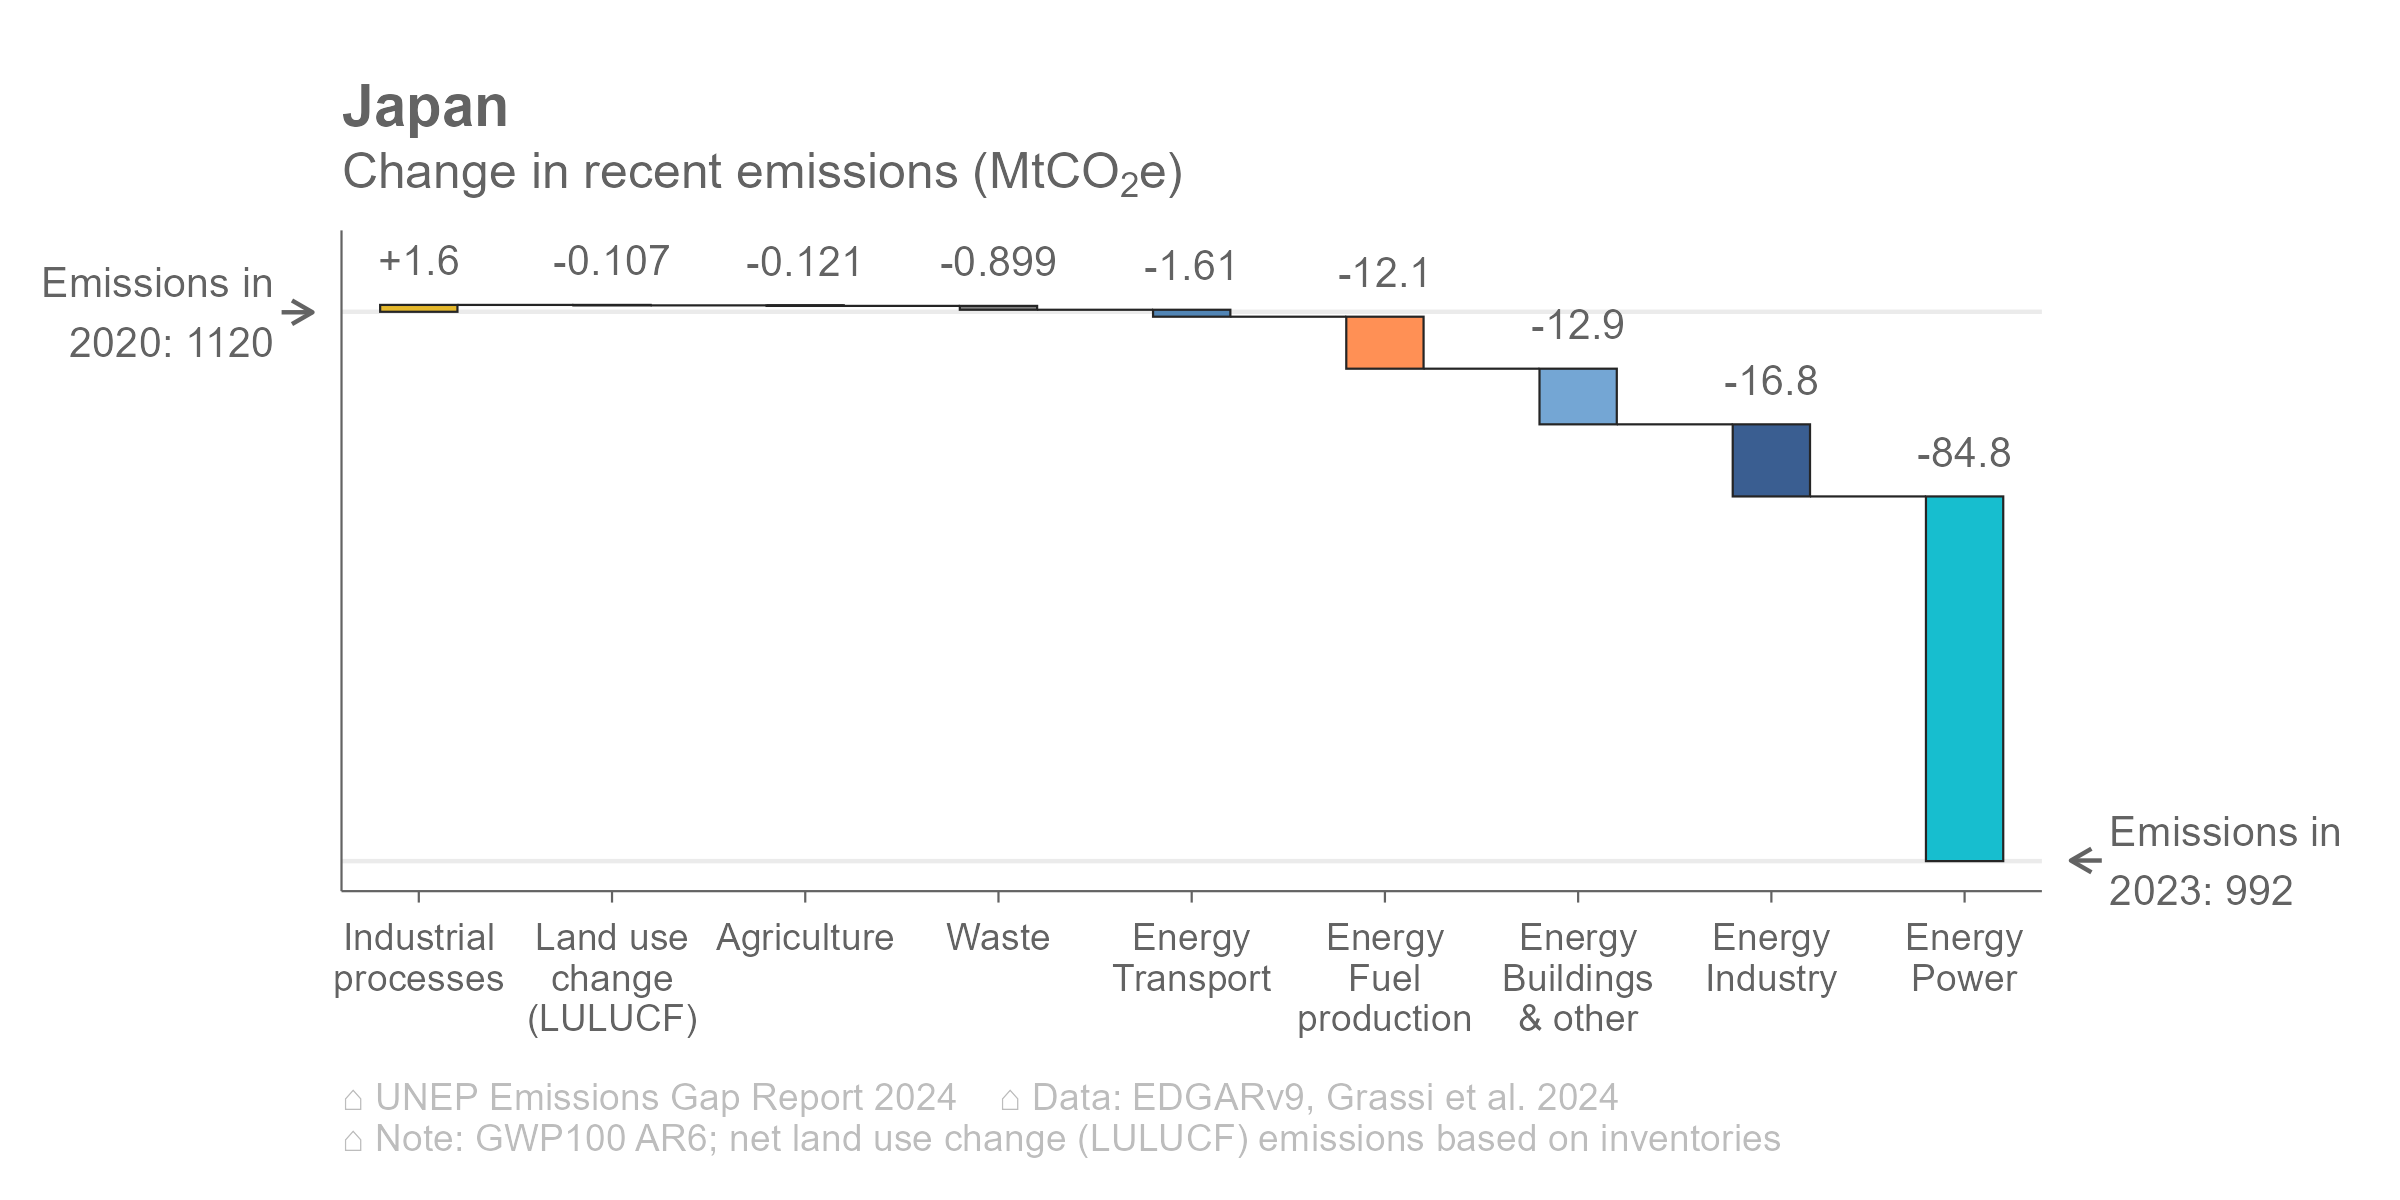 Japan
Change in recent emissions (MtCO₂e)
Emissions in
2020: 1120
+1.6
-0.107
-0.121
-0.899
-1.61
-12.1
-12.9
-16.8
-84.8
Emissions in
2023: 992
Industrial
processes
Land use
change
(LULUCF)
Agriculture
Waste
Energy
Transport
Energy
Fuel
production
Energy
Buildings
& other
Energy
Industry
Energy
Power
⌂ UNEP Emissions Gap Report 2024 ⌂ Data: EDGARv9, Grassi et al. 2024
⌂ Note: GWP100 AR6; net land use change (LULUCF) emissions based on inventories